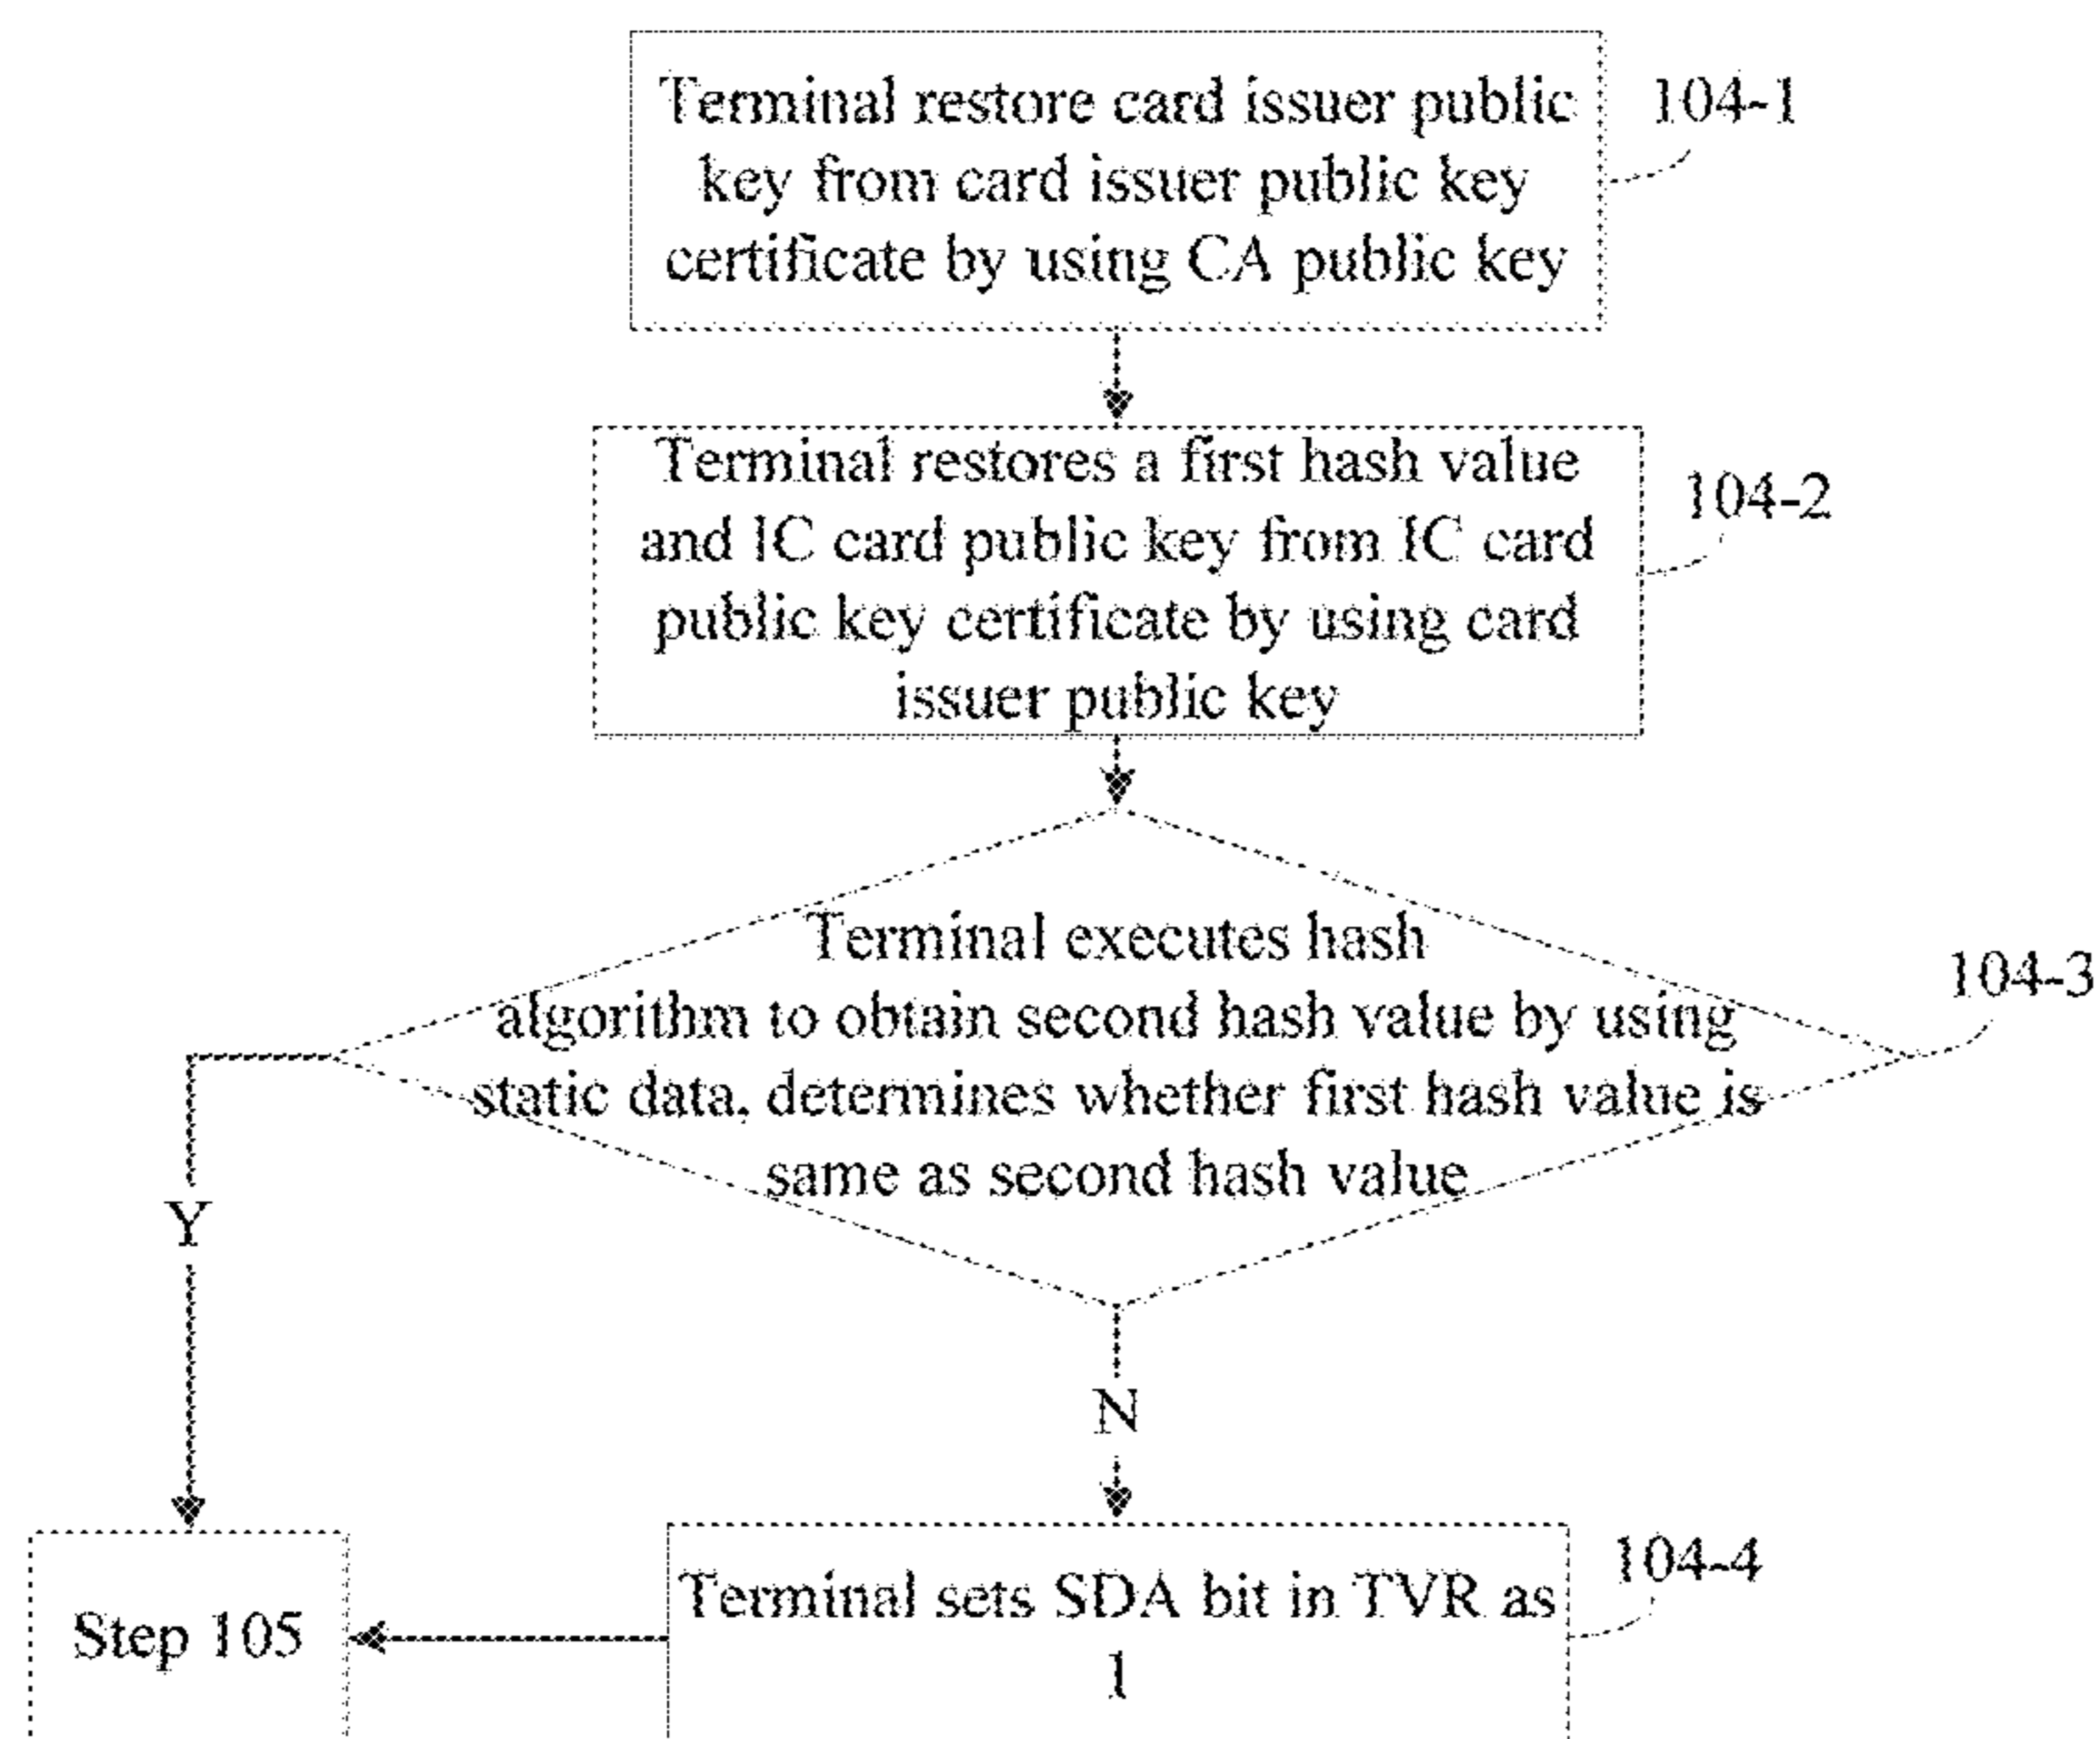 Terminal restore card issuer public
key from card issuer public key
certificate by using CA public key
104-1
Terminal restores a first hash value
and IC card public key from IC card
public key certificate by using card
issuer public key
104-2
Terminal executes hash
algorithm to obtain second hash value by using
static data, determines whether first hash value is
same as second hash value
104-3
Y
N
Step 105
Terminal sets SDA bit in TVR as
1
104-4